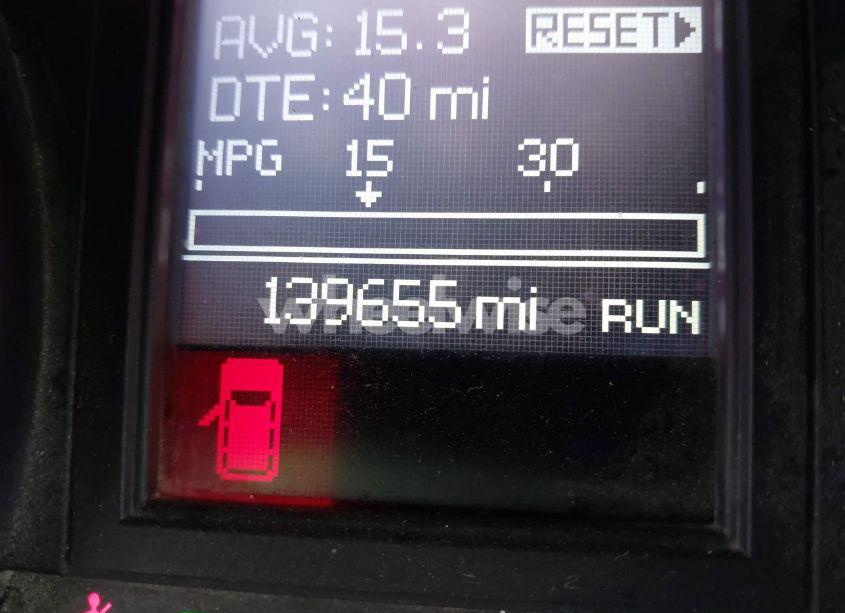 AVG: 15.3 RESET
DTE: 40 mi
MPG 15 30
139655 mi RUN